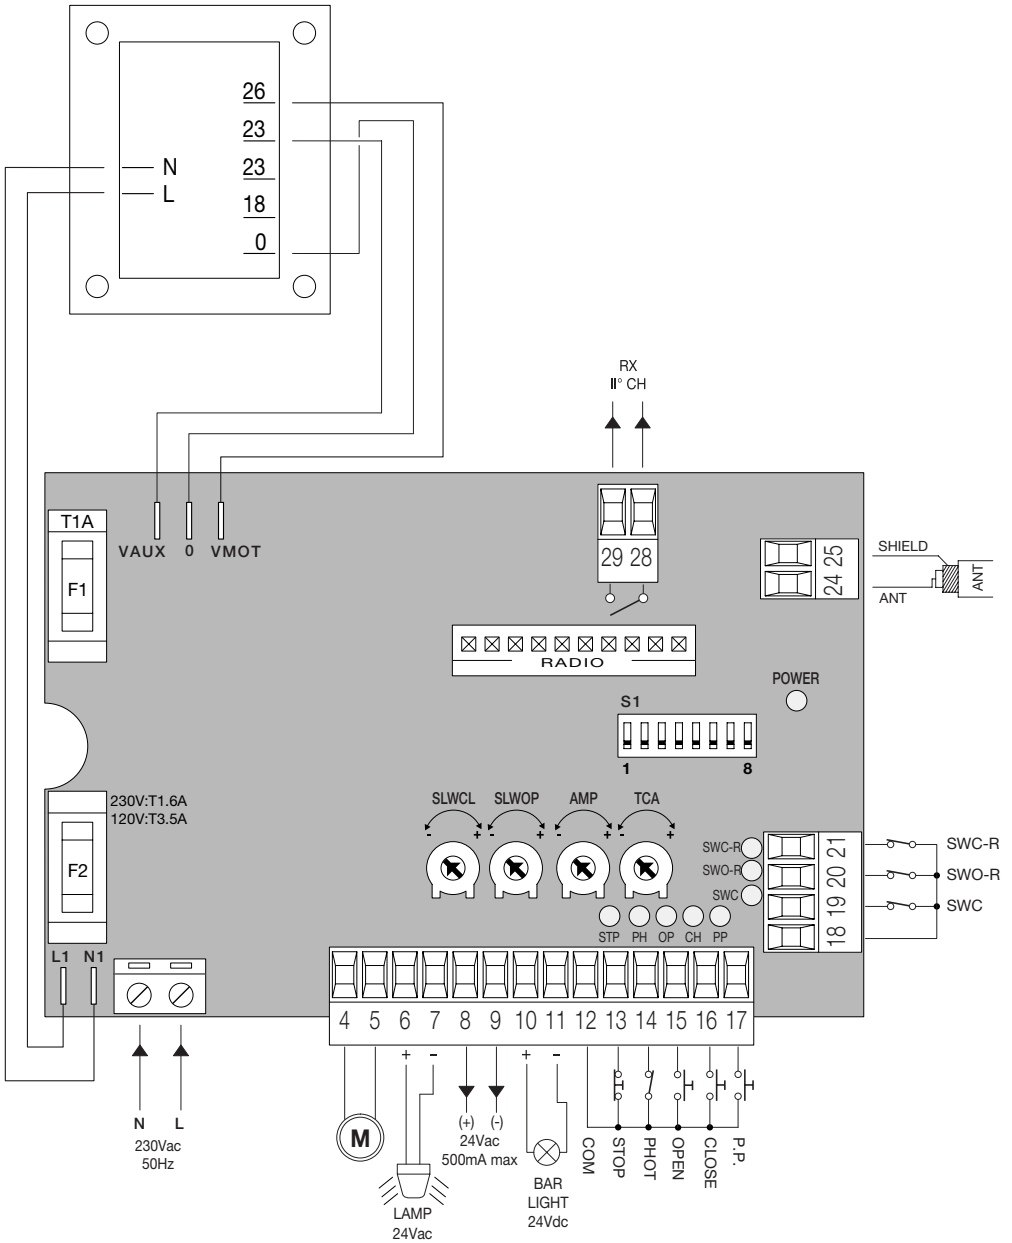 26
23
N
23
L
18
0
RX
II° CH
T1A
VAUX 0 VMOT
F1
29 28
24 25
SHIELD
ANT
ANT
RADIO
POWER
S1
1 8
230V:T1.6A
120V:T3.5A
F2
SLWCL SLWOP AMP TCA
- + - + - + - +
SWC-R
SWO-R
SWC
18 19 20 21
SWC-R
SWO-R
SWC
STP PH OP CH PP
L1 N1
4 5 6 7 8 9 10 11 12 13 14 15 16 17
+ - + -
N L
230Vac
50Hz
M
(+) (-)
24Vac
500mA max
LAMP
24Vac
BAR
LIGHT
24Vdc
COM
STOP
PHOT
OPEN
CLOSE
P.P.